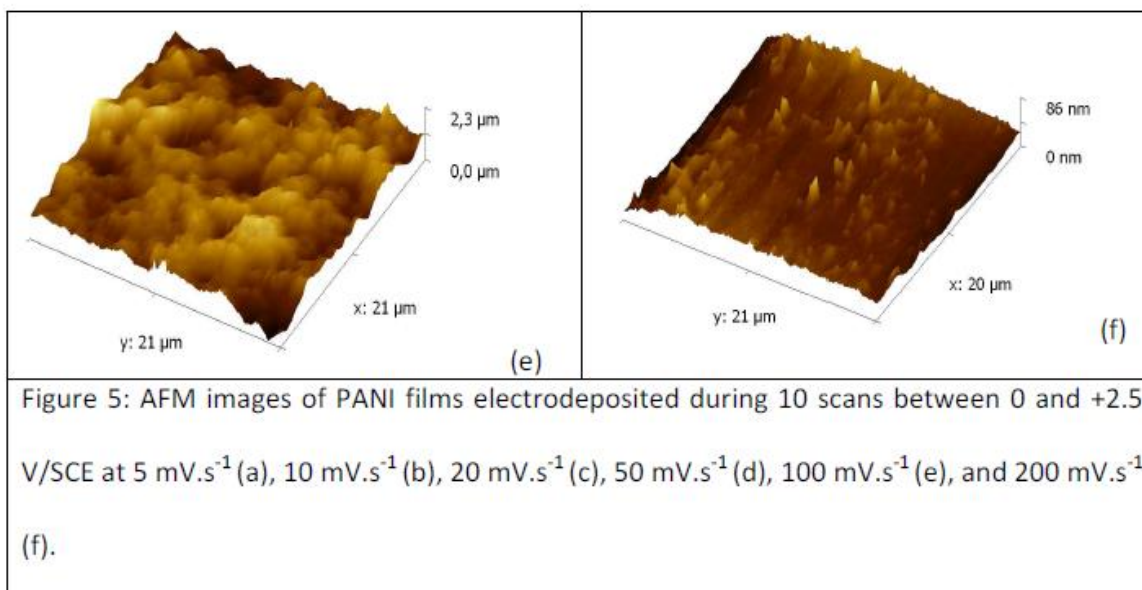 2,3 µm
0,0 µm
x: 21 µm
y: 21 µm
(e)
86 nm
0 nm
x: 20 µm
y: 21 µm
(f)
Figure 5: AFM images of PANI films electrodeposited during 10 scans between 0 and +2.5
V/SCE at 5 mV.s⁻¹ (a), 10 mV.s⁻¹ (b), 20 mV.s⁻¹ (c), 50 mV.s⁻¹ (d), 100 mV.s⁻¹ (e), and 200 mV.s⁻¹
(f).